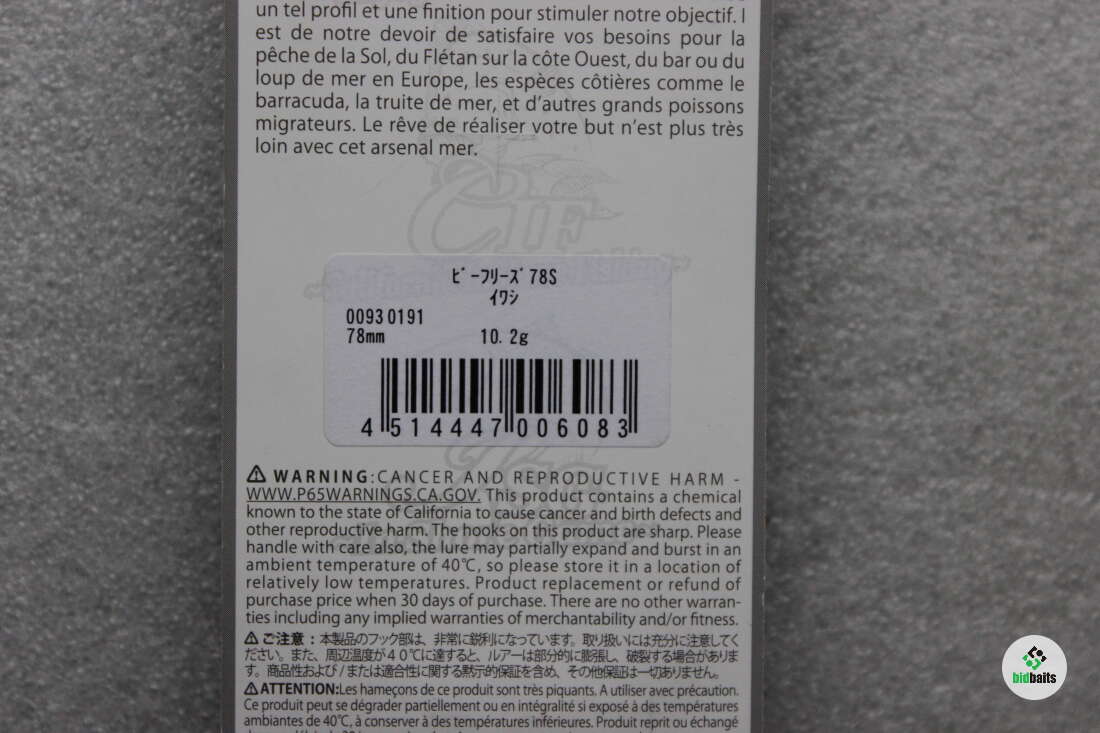 un tel profil et une finition pour stimuler notre objectif. I
est de notre devoir de satisfaire vos besoins pour la
pêche de la Sol, du Flétan sur la côte Ouest, du bar ou du
loup de mer en Europe, les espèces côtières comme le
barracuda, la truite de mer, et d'autres grands poissons
migrateurs. Le rêve de réaliser votre but n'est plus très
loin avec cet arsenal mer.
ﾋﾞｰﾌﾘｰｽﾞ78S
ｲﾜｼ
00930191
78mm 10.2g
4 514447 006083
⚠ WARNING:CANCER AND REPRODUCTIVE HARM -
WWW.P65WARNINGS.CA.GOV. This product contains a chemical
known to the state of California to cause cancer and birth defects and
other reproductive harm. The hooks on this product are sharp. Please
handle with care also, the lure may partially expand and burst in an
ambient temperature of 40℃, so please store it in a location of
relatively low temperatures. Product replacement or refund of
purchase price when 30 days of purchase. There are no other warran-
ties including any implied warranties of merchantability and/or fitness.
⚠ ご注意：本製品のフック部は、非常に鋭利になっています。取り扱いには充分に注意してく
ださい。また、周辺温度が４０℃に達すると、ルアーは部分的に膨張し、破裂する場合がありま
す。商品性および/または適合性に関する黙示的保証を含め、その他保証は一切ありません。
⚠ATTENTION:Les hameçons de ce produit sont très piquants. A utiliser avec précaution.
Ce produit peut se dégrader partiellement ou en intégralité si exposé à des températures
ambiantes de 40℃, à conserver à des températures inférieures. Produit reprit ou échangé
bidbaits